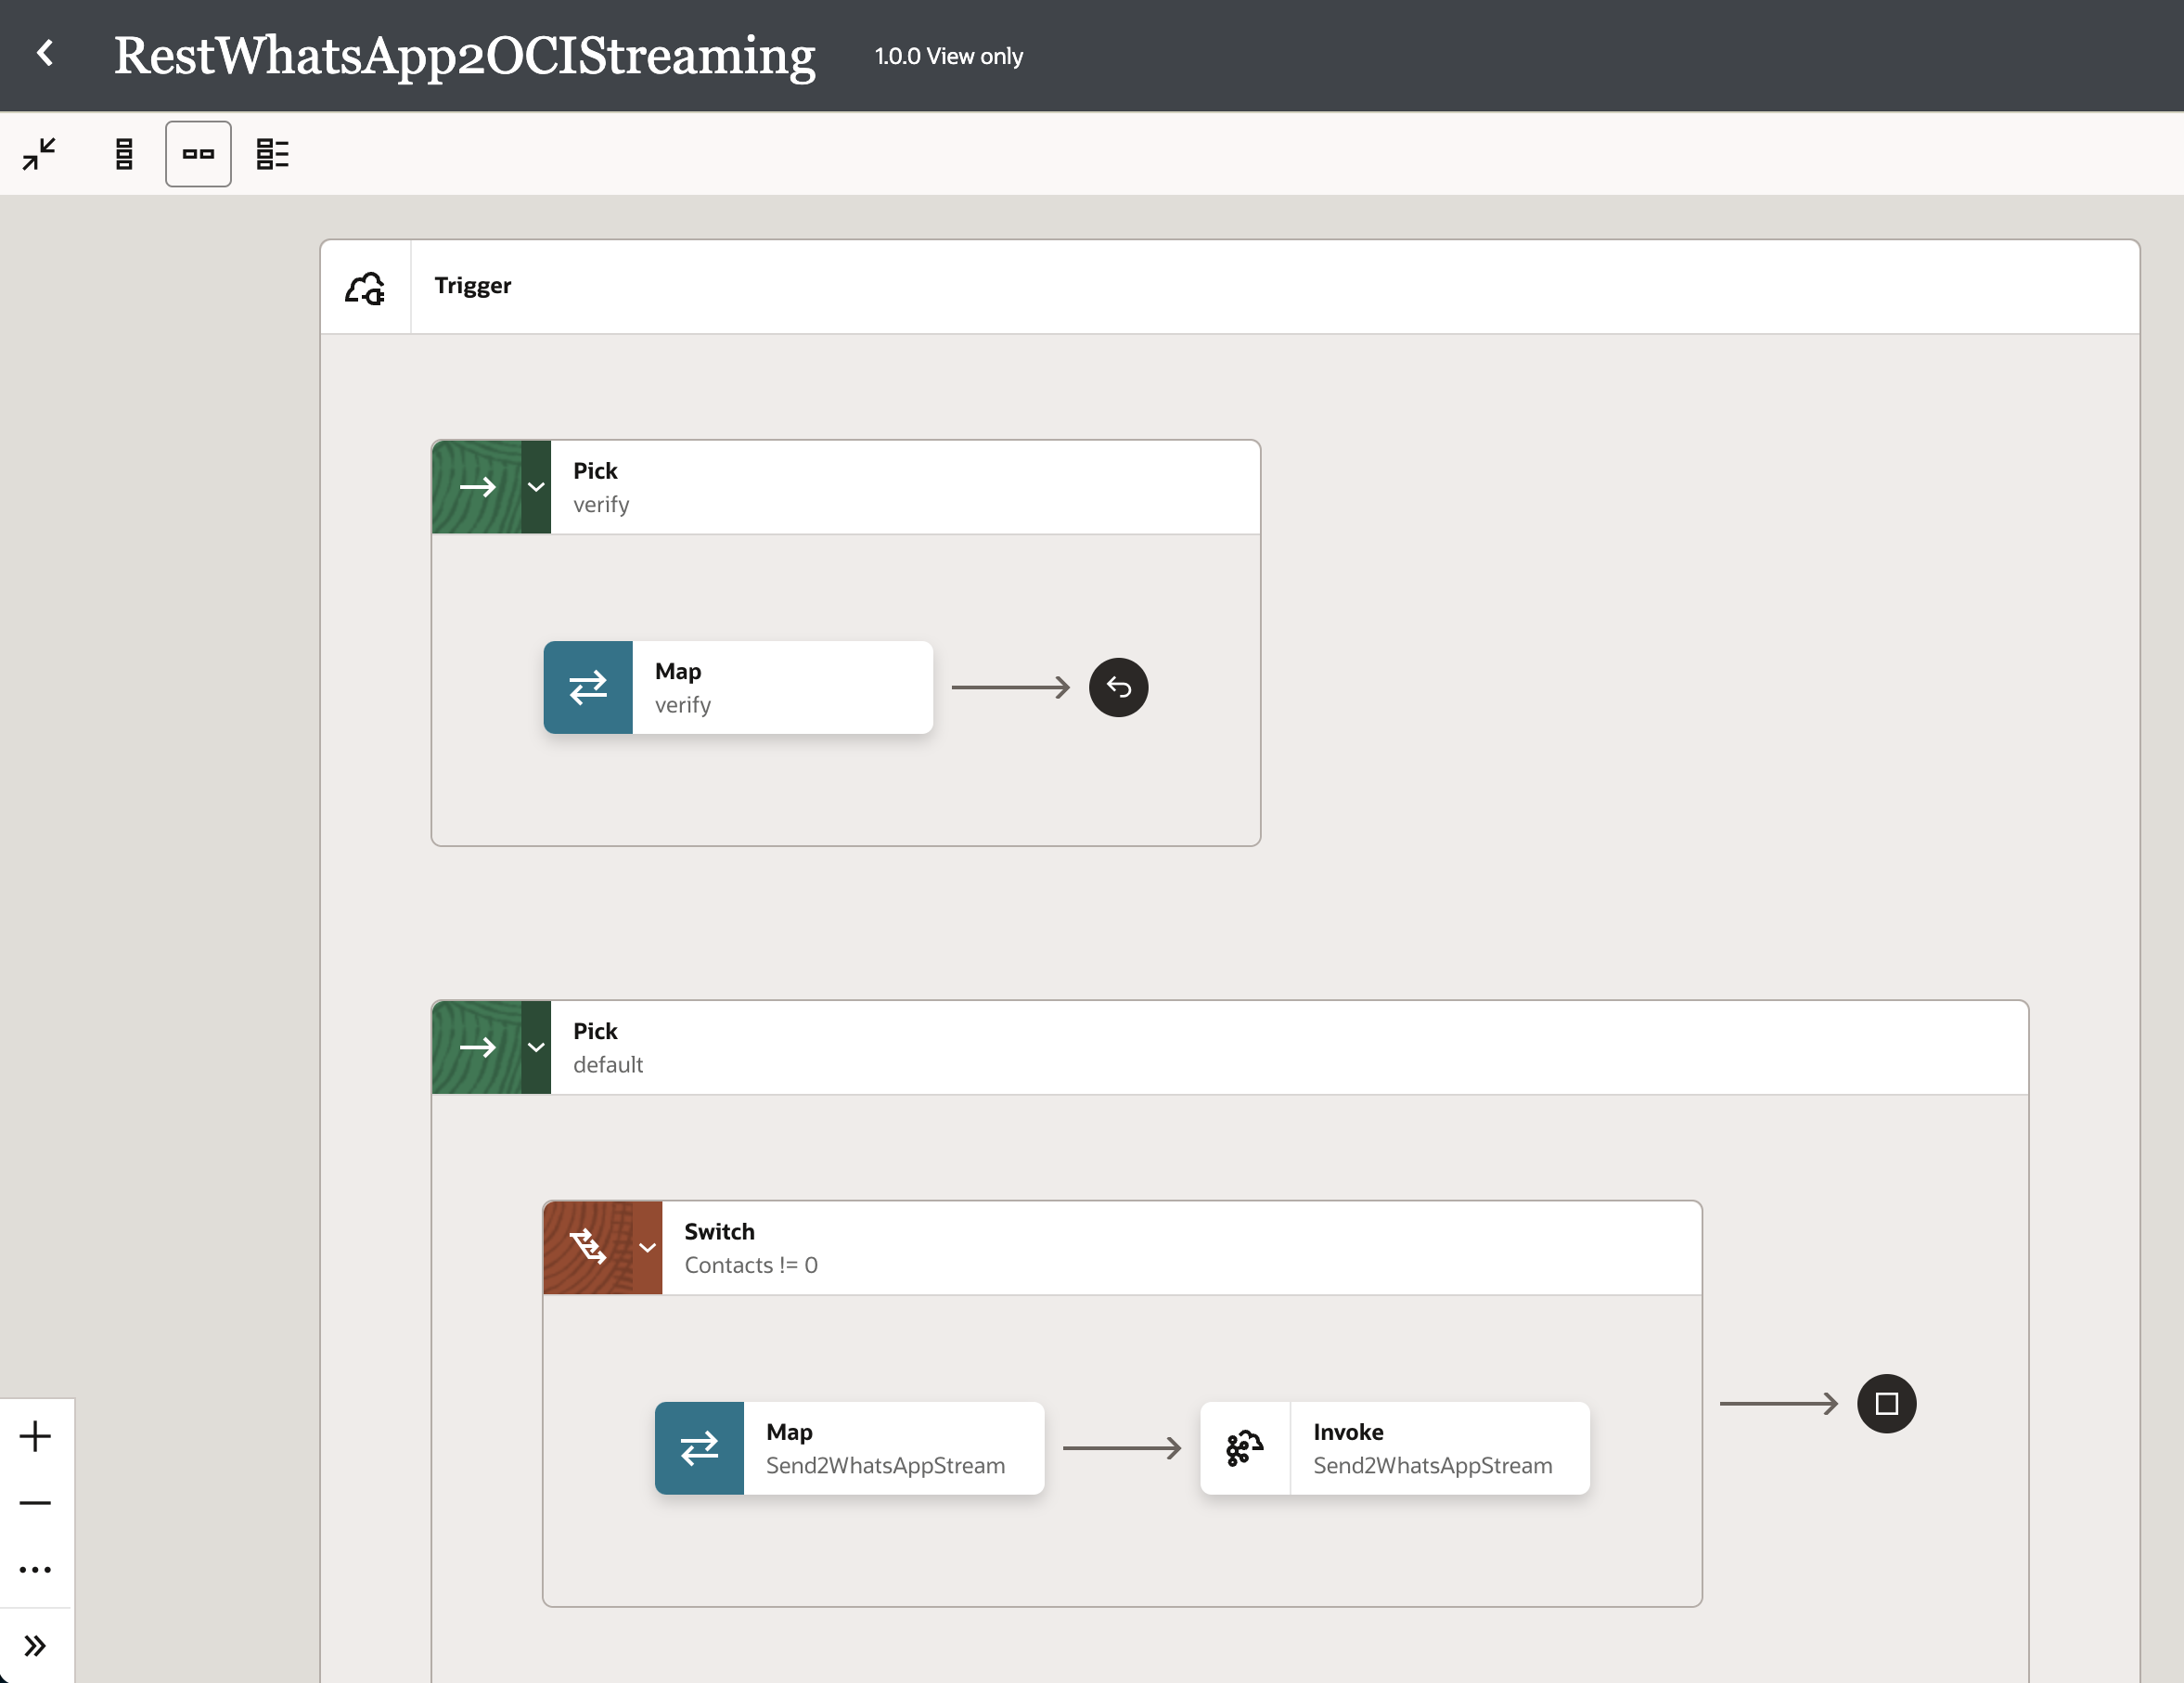 RestWhatsApp2OCIStreaming
1.0.0 View only
Trigger
Pick
verify
Map
verify
Pick
default
Switch
Contacts != 0
Map
Send2WhatsAppStream
Invoke
Send2WhatsAppStream